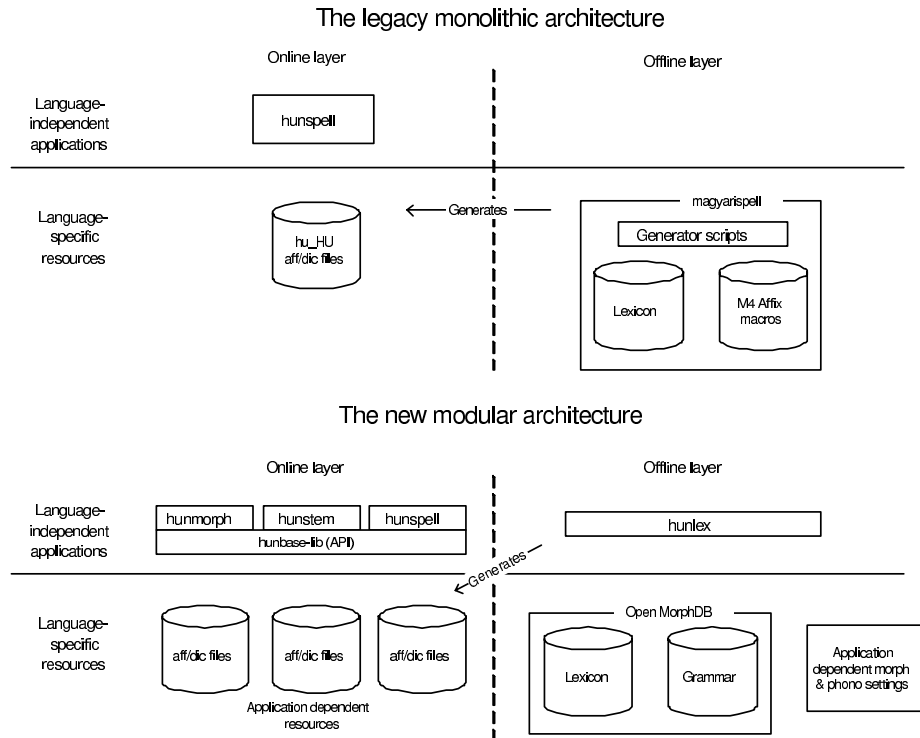 The legacy monolithic architecture
Online layer
Offline layer
Language-
independent
applications
hunspell
Language-
specific
resources
hu_HU
aff/dic files
Generates
magyarispell
Generator scripts
Lexicon
M4 Affix
macros
The new modular architecture
Online layer
Offline layer
Language-
independent
applications
hunmorph
hunstem
hunspell
hunbase-lib (API)
hunlex
Generates
Language-
specific
resources
aff/dic files
aff/dic files
aff/dic files
Application dependent
resources
Open MorphDB
Lexicon
Grammar
Application
dependent morph
& phono settings